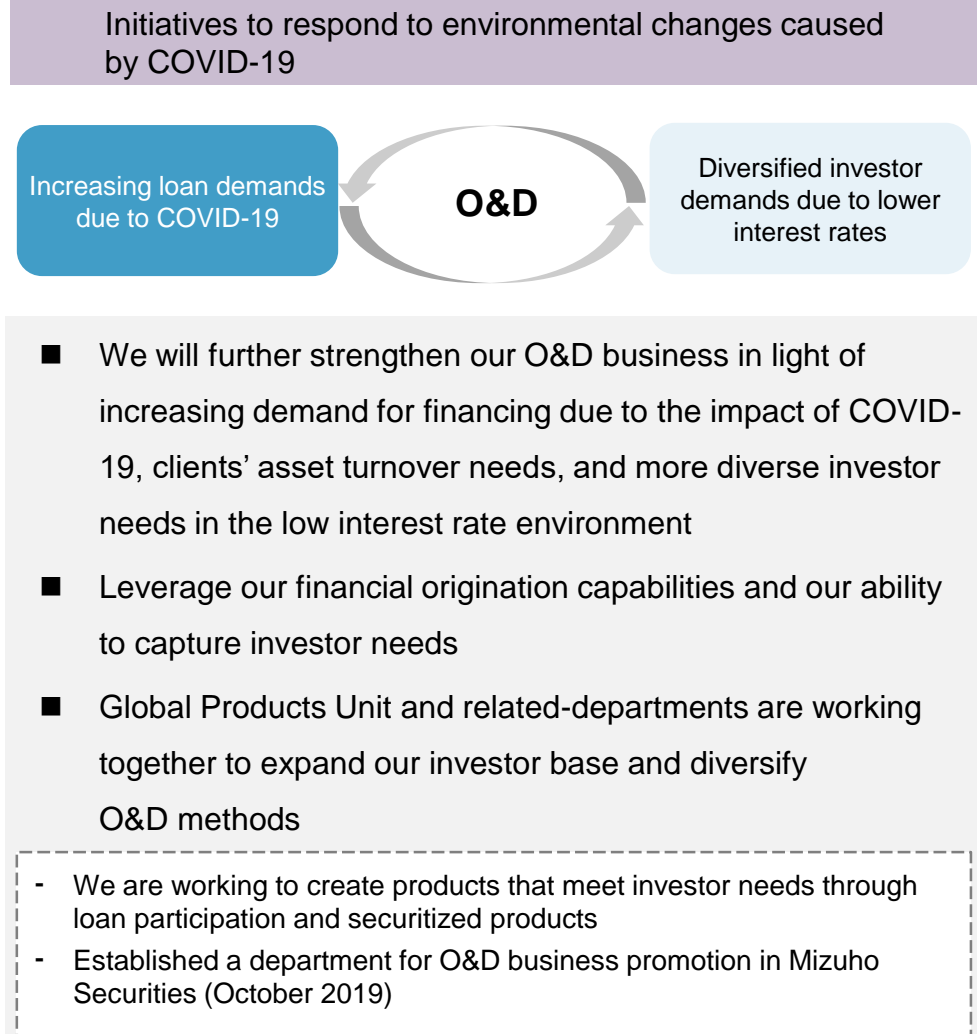 Initiatives to respond to environmental changes caused
by COVID-19
Increasing loan demands
due to COVID-19
O&D
Diversified investor
demands due to lower
interest rates
■ We will further strengthen our O&D business in light of
increasing demand for financing due to the impact of COVID-
19, clients’ asset turnover needs, and more diverse investor
needs in the low interest rate environment
■ Leverage our financial origination capabilities and our ability
to capture investor needs
■ Global Products Unit and related-departments are working
together to expand our investor base and diversify
O&D methods
- We are working to create products that meet investor needs through
loan participation and securitized products
- Established a department for O&D business promotion in Mizuho
Securities (October 2019)